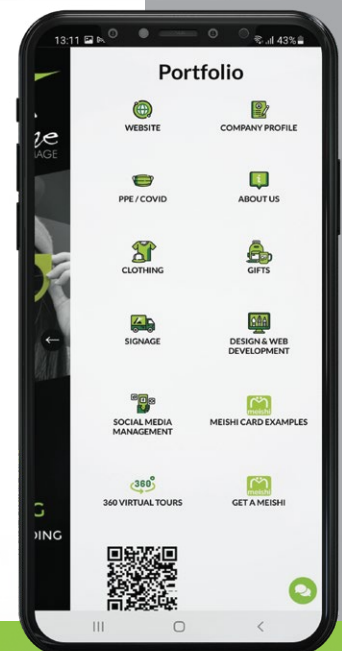 13:11
43%
Portfolio
WEBSITE
COMPANY PROFILE
PPE / COVID
ABOUT US
CLOTHING
GIFTS
SIGNAGE
DESIGN & WEB
DEVELOPMENT
SOCIAL MEDIA
MANAGEMENT
meishi
MEISHI CARD EXAMPLES
360°
360 VIRTUAL TOURS
meishi
GET A MEISHI